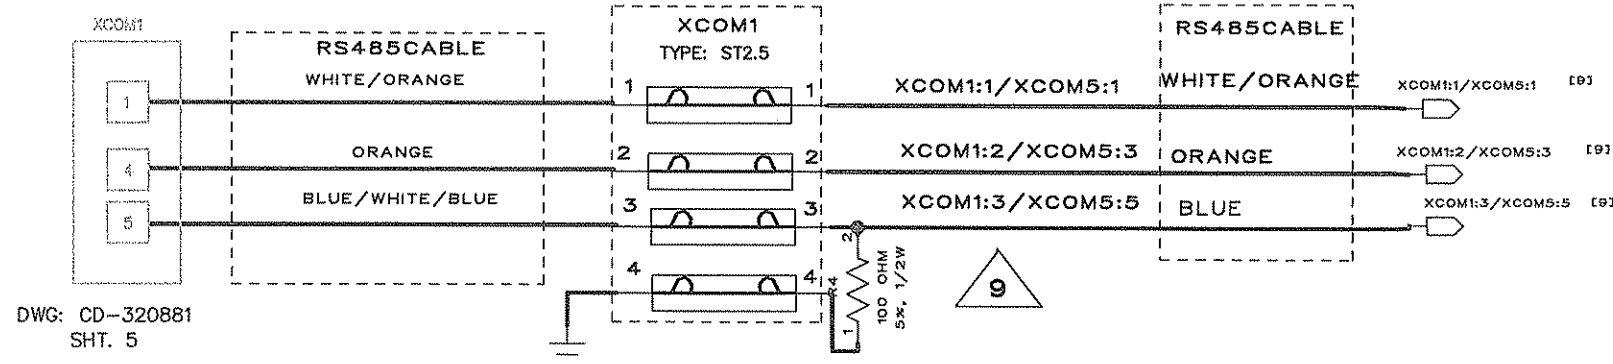 XCOM1
1
4
5
DWG: CD-320881
SHT. 5
RS485CABLE
WHITE/ORANGE
ORANGE
BLUE/WHITE/BLUE
XCOM1
TYPE: ST2.5
1 1
2 2
3 3
4 4
XCOM1:1/XCOM5:1
XCOM1:2/XCOM5:3
XCOM1:3/XCOM5:5
2
R4
1
100 OHM
5%, 1/2W
9
RS485CABLE
WHITE/ORANGE
ORANGE
BLUE
XCOM1:1/XCOM5:1 [9]
XCOM1:2/XCOM5:3 [9]
XCOM1:3/XCOM5:5 [9]